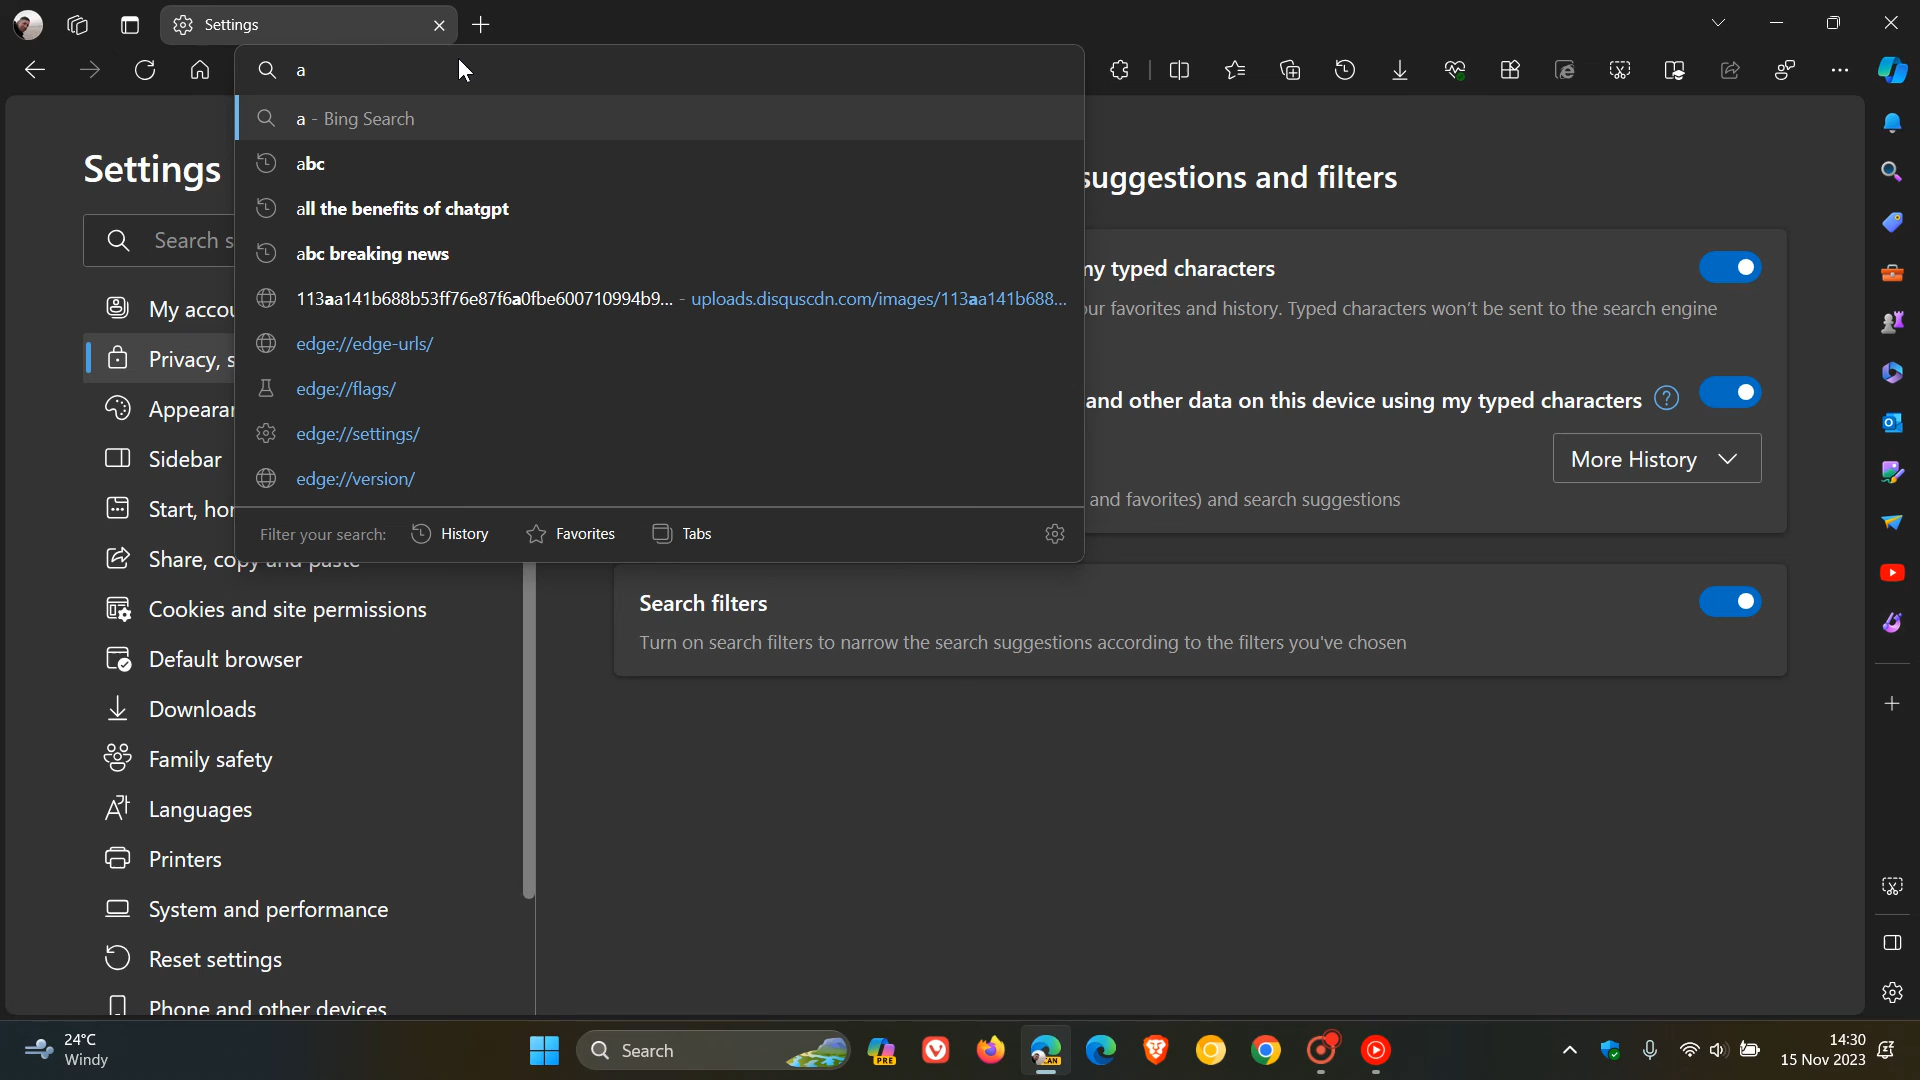 Settings
a
a - Bing Search
abc
all the benefits of chatgpt
abc breaking news
113aa141b688b53ff76e87f6a0fbe600710994b9... - uploads.disquscdn.com/images/113aa141b688...
edge://edge-urls/
edge://flags/
edge://settings/
edge://version/
Filter your search: History Favorites Tabs
Settings
Search s
My accou
Privacy, s
Appearar
Sidebar
Start, hor
Share, copy and paste
Cookies and site permissions
Default browser
Downloads
Family safety
Languages
Printers
System and performance
Reset settings
Phone and other devices
suggestions and filters
my typed characters
ur favorites and history. Typed characters won't be sent to the search engine
and other data on this device using my typed characters
More History
and favorites) and search suggestions
Search filters
Turn on search filters to narrow the search suggestions according to the filters you've chosen
24°C
Windy
Search
PRE
CAN
14:30
15 Nov 2023